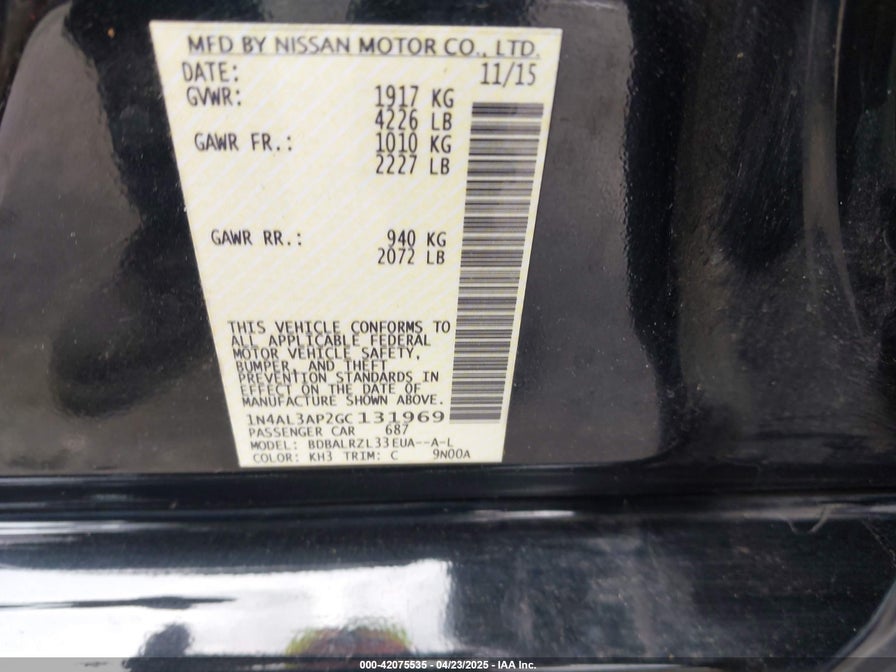 MFD BY NISSAN MOTOR CO., LTD.
DATE: 11/15
GVWR: 1917 KG
4226 LB
GAWR FR.: 1010 KG
2227 LB
GAWR RR.: 940 KG
2072 LB
THIS VEHICLE CONFORMS TO
ALL APPLICABLE FEDERAL
MOTOR VEHICLE SAFETY,
BUMPER, AND THEFT
PREVENTION STANDARDS IN
EFFECT ON THE DATE OF
MANUFACTURE SHOWN ABOVE.
1N4AL3AP2GC131969
PASSENGER CAR 687
MODEL: BDBALRZL33EUA--A-L
COLOR: KH3 TRIM: C 9N00A
000-42075535 - 04/23/2025 - IAA Inc.